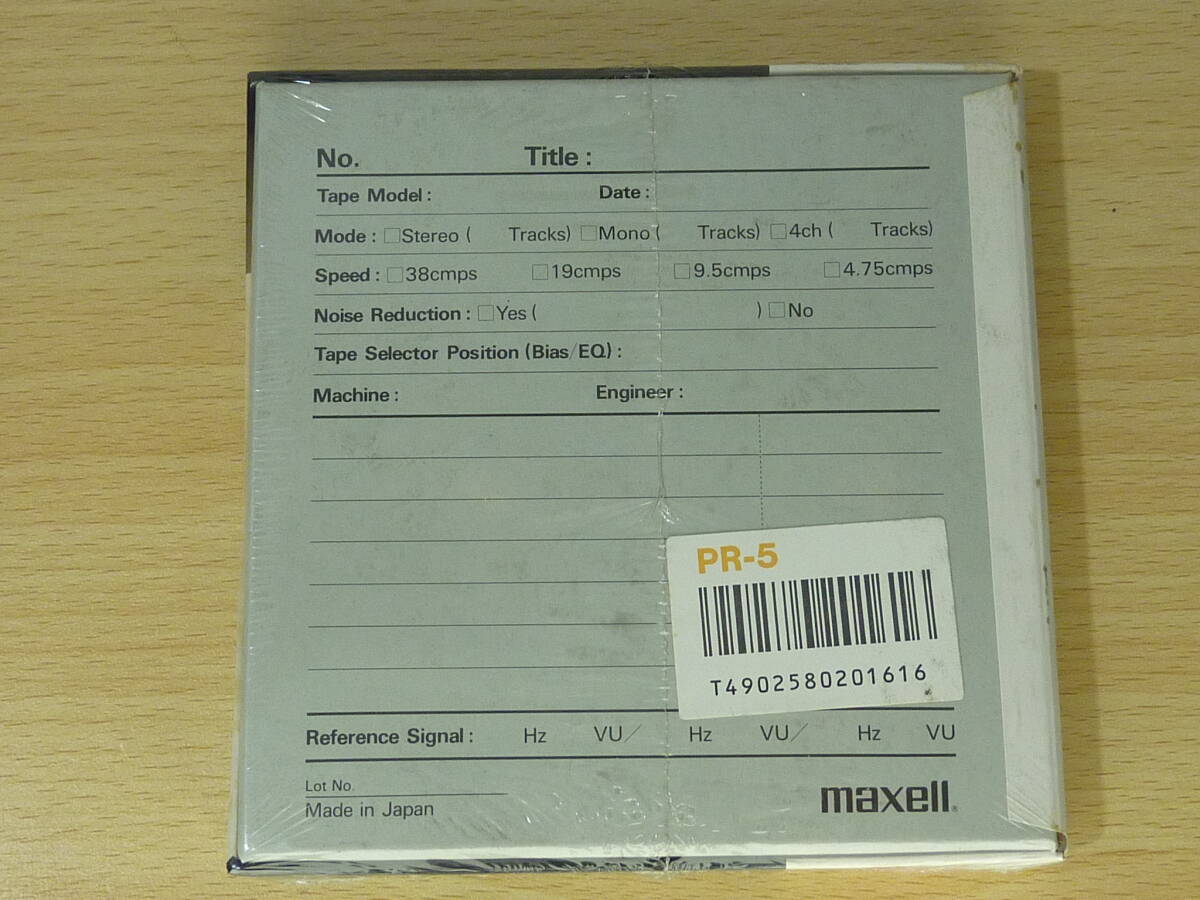 No. Title :
Tape Model : Date :
Mode : □Stereo ( Tracks) □Mono ( Tracks) □4ch ( Tracks)
Speed : □38cmps □19cmps □9.5cmps □4.75cmps
Noise Reduction : □Yes ( ) □No
Tape Selector Position (Bias/EQ) :
Machine : Engineer :
PR-5
T4902580201616
Reference Signal : Hz VU/ Hz VU/ Hz VU
Lot No.
Made in Japan
maxell.